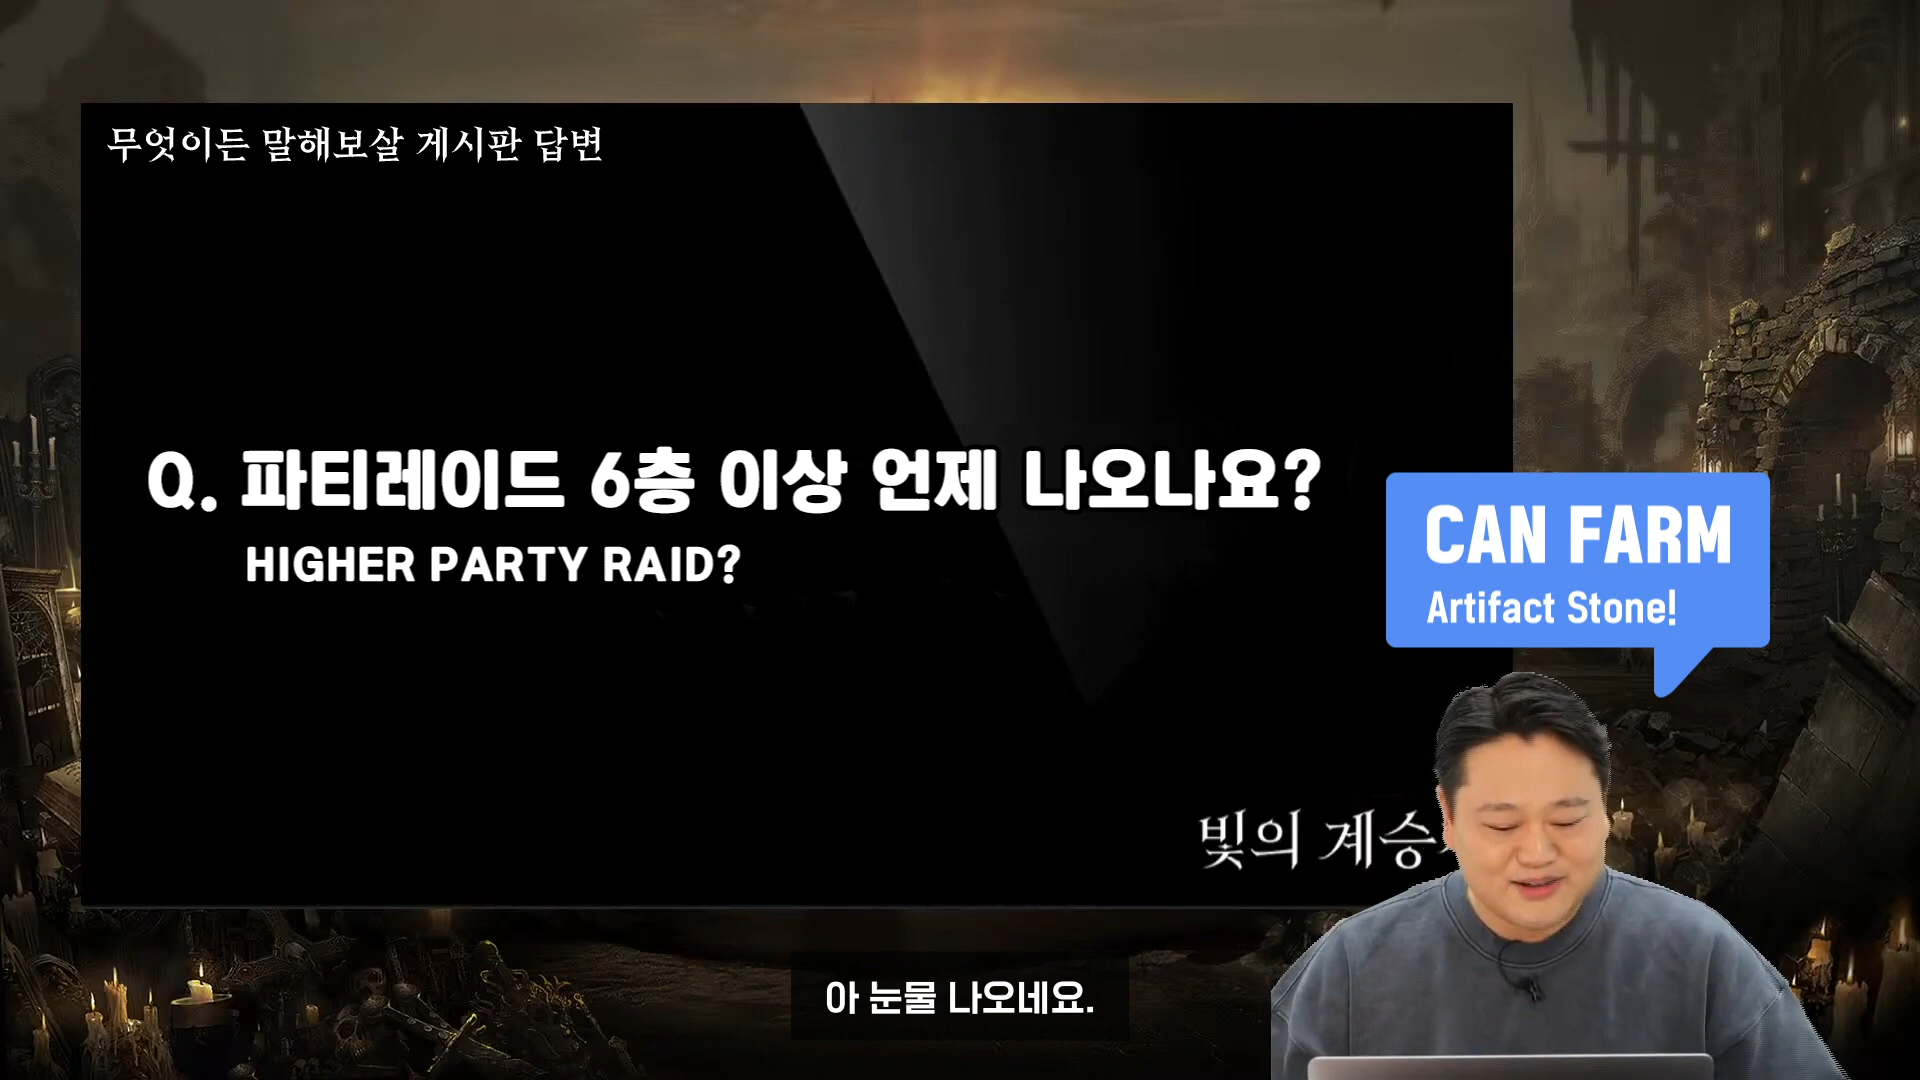 무엇이든 말해보살 게시판 답변
Q. 파티레이드 6층 이상 언제 나오나요?
HIGHER PARTY RAID?
CAN FARM
Artifact Stone!
빛의 계승
아 눈물 나오네요.